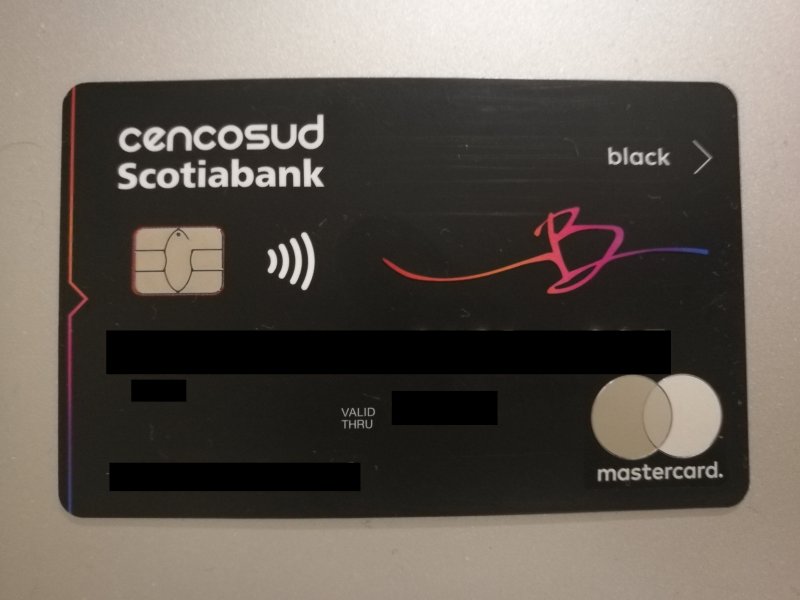 cencosud
Scotiabank
black
B
VALID
THRU
mastercard.